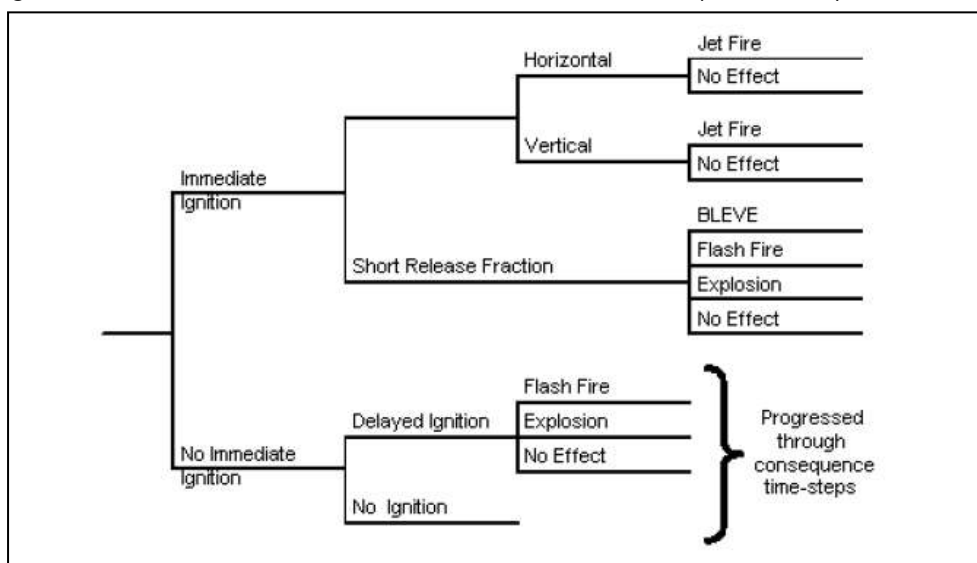 Jet Fire
Horizontal
No Effect
Jet Fire
Vertical
No Effect
Immediate
Ignition
BLEVE
Flash Fire
Short Release Fraction
Explosion
No Effect
Flash Fire
Delayed Ignition
Explosion
No Effect
No Immediate
Ignition
No Ignition
Progressed
through
consequence
time-steps